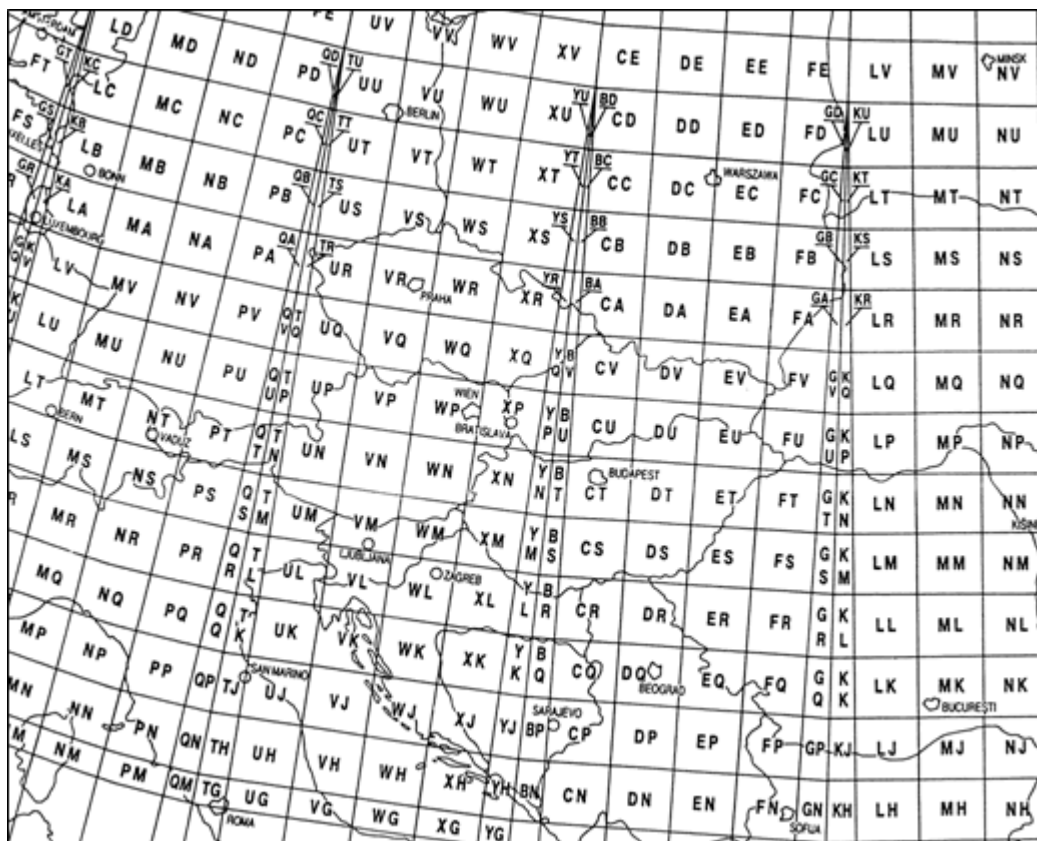 FE UV VV WV XV CE DE EE FE LV MV NV MINSK
AMSTERDAM LD MD ND PD QD TU UU
FT GT KC LC MC NC PC QC TT UT BERLIN VU WU XU YU BD CD DD ED FD GD KU LU MU NU
FS GS KB LB MB NB PB QB TS US VT WT XT YT BC CC DC WARSZAWA EC FC GC KT LT MT NT
BONN
GR KA LA MA NA PA QA TR UR VS WS XS YS BB CB DB EB FB GB KS LS MS NS
LUXEMBOURG
GQ KV LV MV NV PV QV TQ UQ VR PRAHA WR XR YR BA CA DA EA FA GA KR LR MR NR
LU MU NU PU QU TP UP VQ WQ XQ YQ BV CV DV EV FV GV KQ LQ MQ NQ
LT BERN MT NT VADUZ PT QT TN UN VP WIEN WP BRATISLAVA XP YP BU CU DU EU FU GU KP LP MP NP
LS MS NS PS QS TM UM VN WN XN YN BT BUDAPEST CT DT ET FT GT KN LN MN NN
MR NR PR QR TL UL VM LJUBLJANA WM XM YM BS CS DS ES FS GS KM LM MM NM
MQ NQ PQ QQ TK UK VL ZAGREB WL XL YL BR CR DR ER FR GR KL LL ML NL
MP NP PP QP TJ SAN MARINO UJ VK WK XK YK BQ CQ DQ BEOGRAD EQ FQ GQ KK LK MK BUCURESTI NK
MN NN PN QN TH UH VJ WJ XJ YJ BP SARAJEVO CP DP EP FP GP KJ LJ MJ NJ
NM PM QM TG ROMA UG VH WH XH YH BN CN DN EN FN SOFIJA GN KH LH MH NH
VG WG XG YG